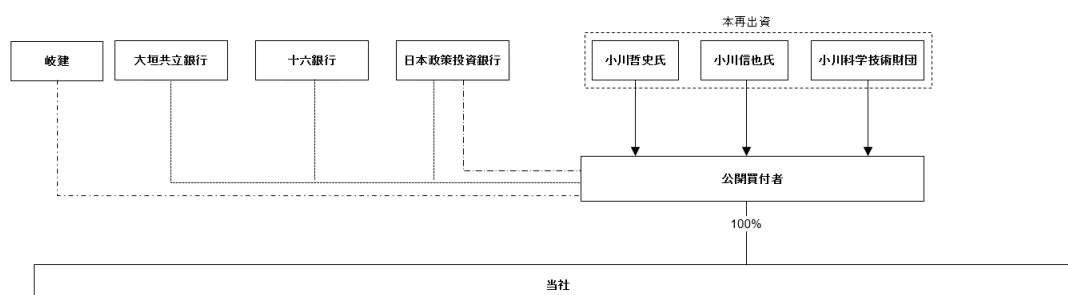 本再出資
岐建
大垣共立銀行
十六銀行
日本政策投資銀行
小川哲史氏
小川信也氏
小川科学技術財団
公開買付者
100%
当社